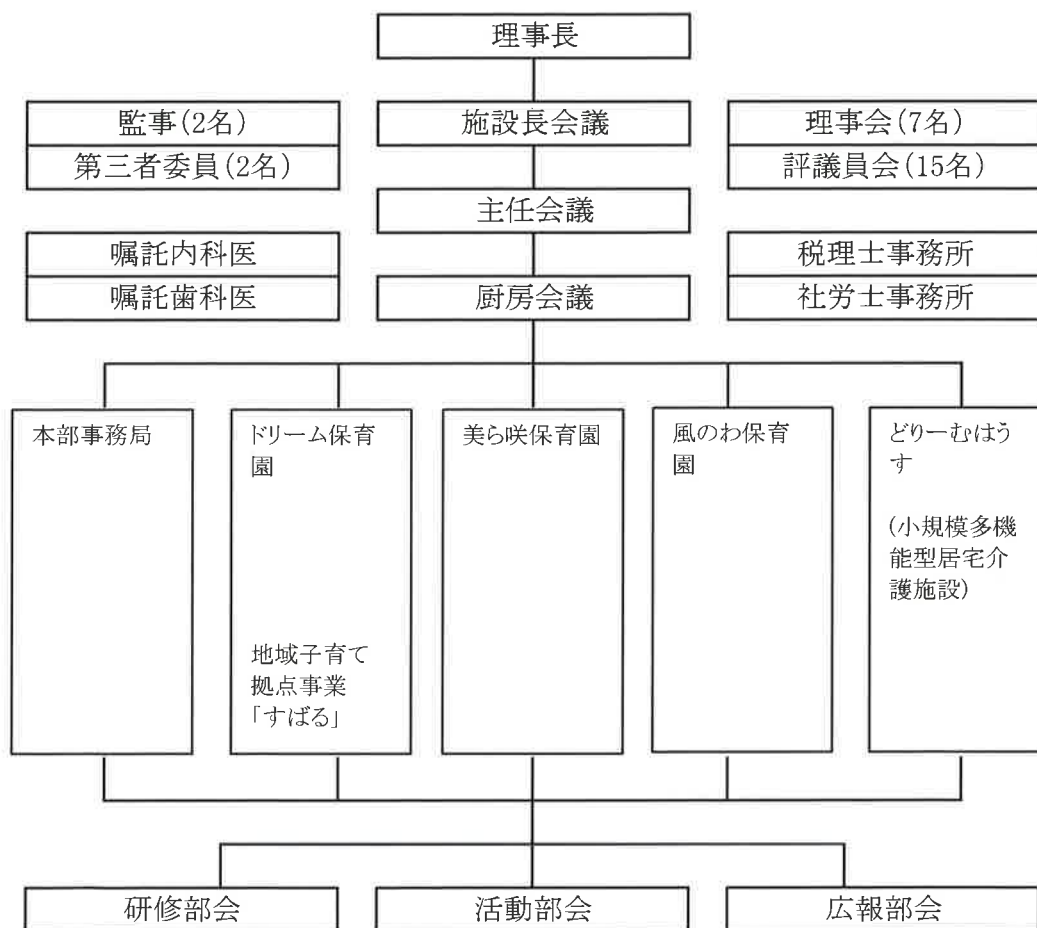 理事長
監事(2名)
施設長会議
理事会(7名)
第三者委員(2名)
評議員会(15名)
主任会議
嘱託内科医
税理士事務所
嘱託歯科医
厨房会議
社労士事務所
本部事務局
ドリーム保育
園
地域子育て
拠点事業
「すばる」
美ら咲保育園
風のわ保育
園
どりーむはう
す
(小規模多機
能型居宅介
護施設)
研修部会
活動部会
広報部会